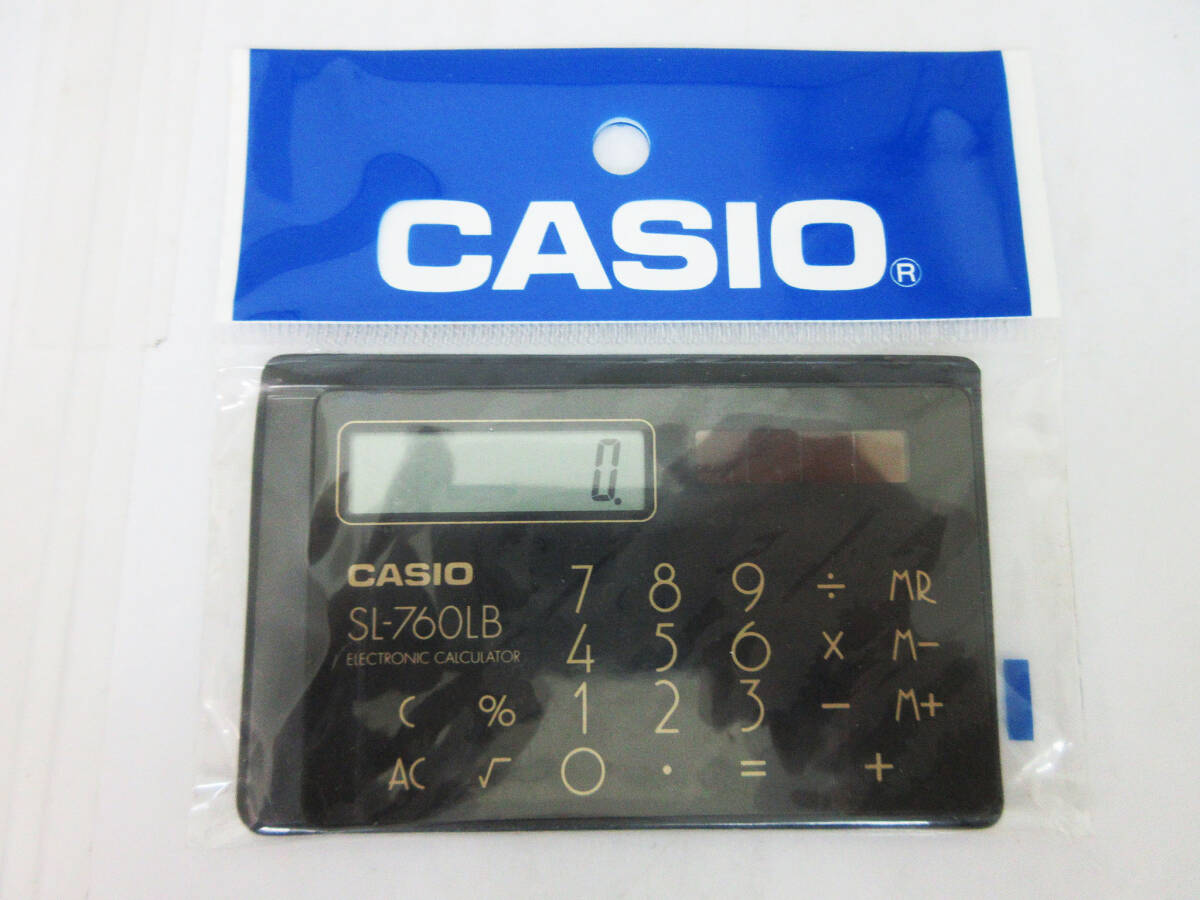 CASIO®
0.
CASIO
SL-760LB
ELECTRONIC CALCULATOR
7 8 9 ÷ MR
4 5 6 × M−
C % 1 2 3 − M+
AC √ 0 · = +